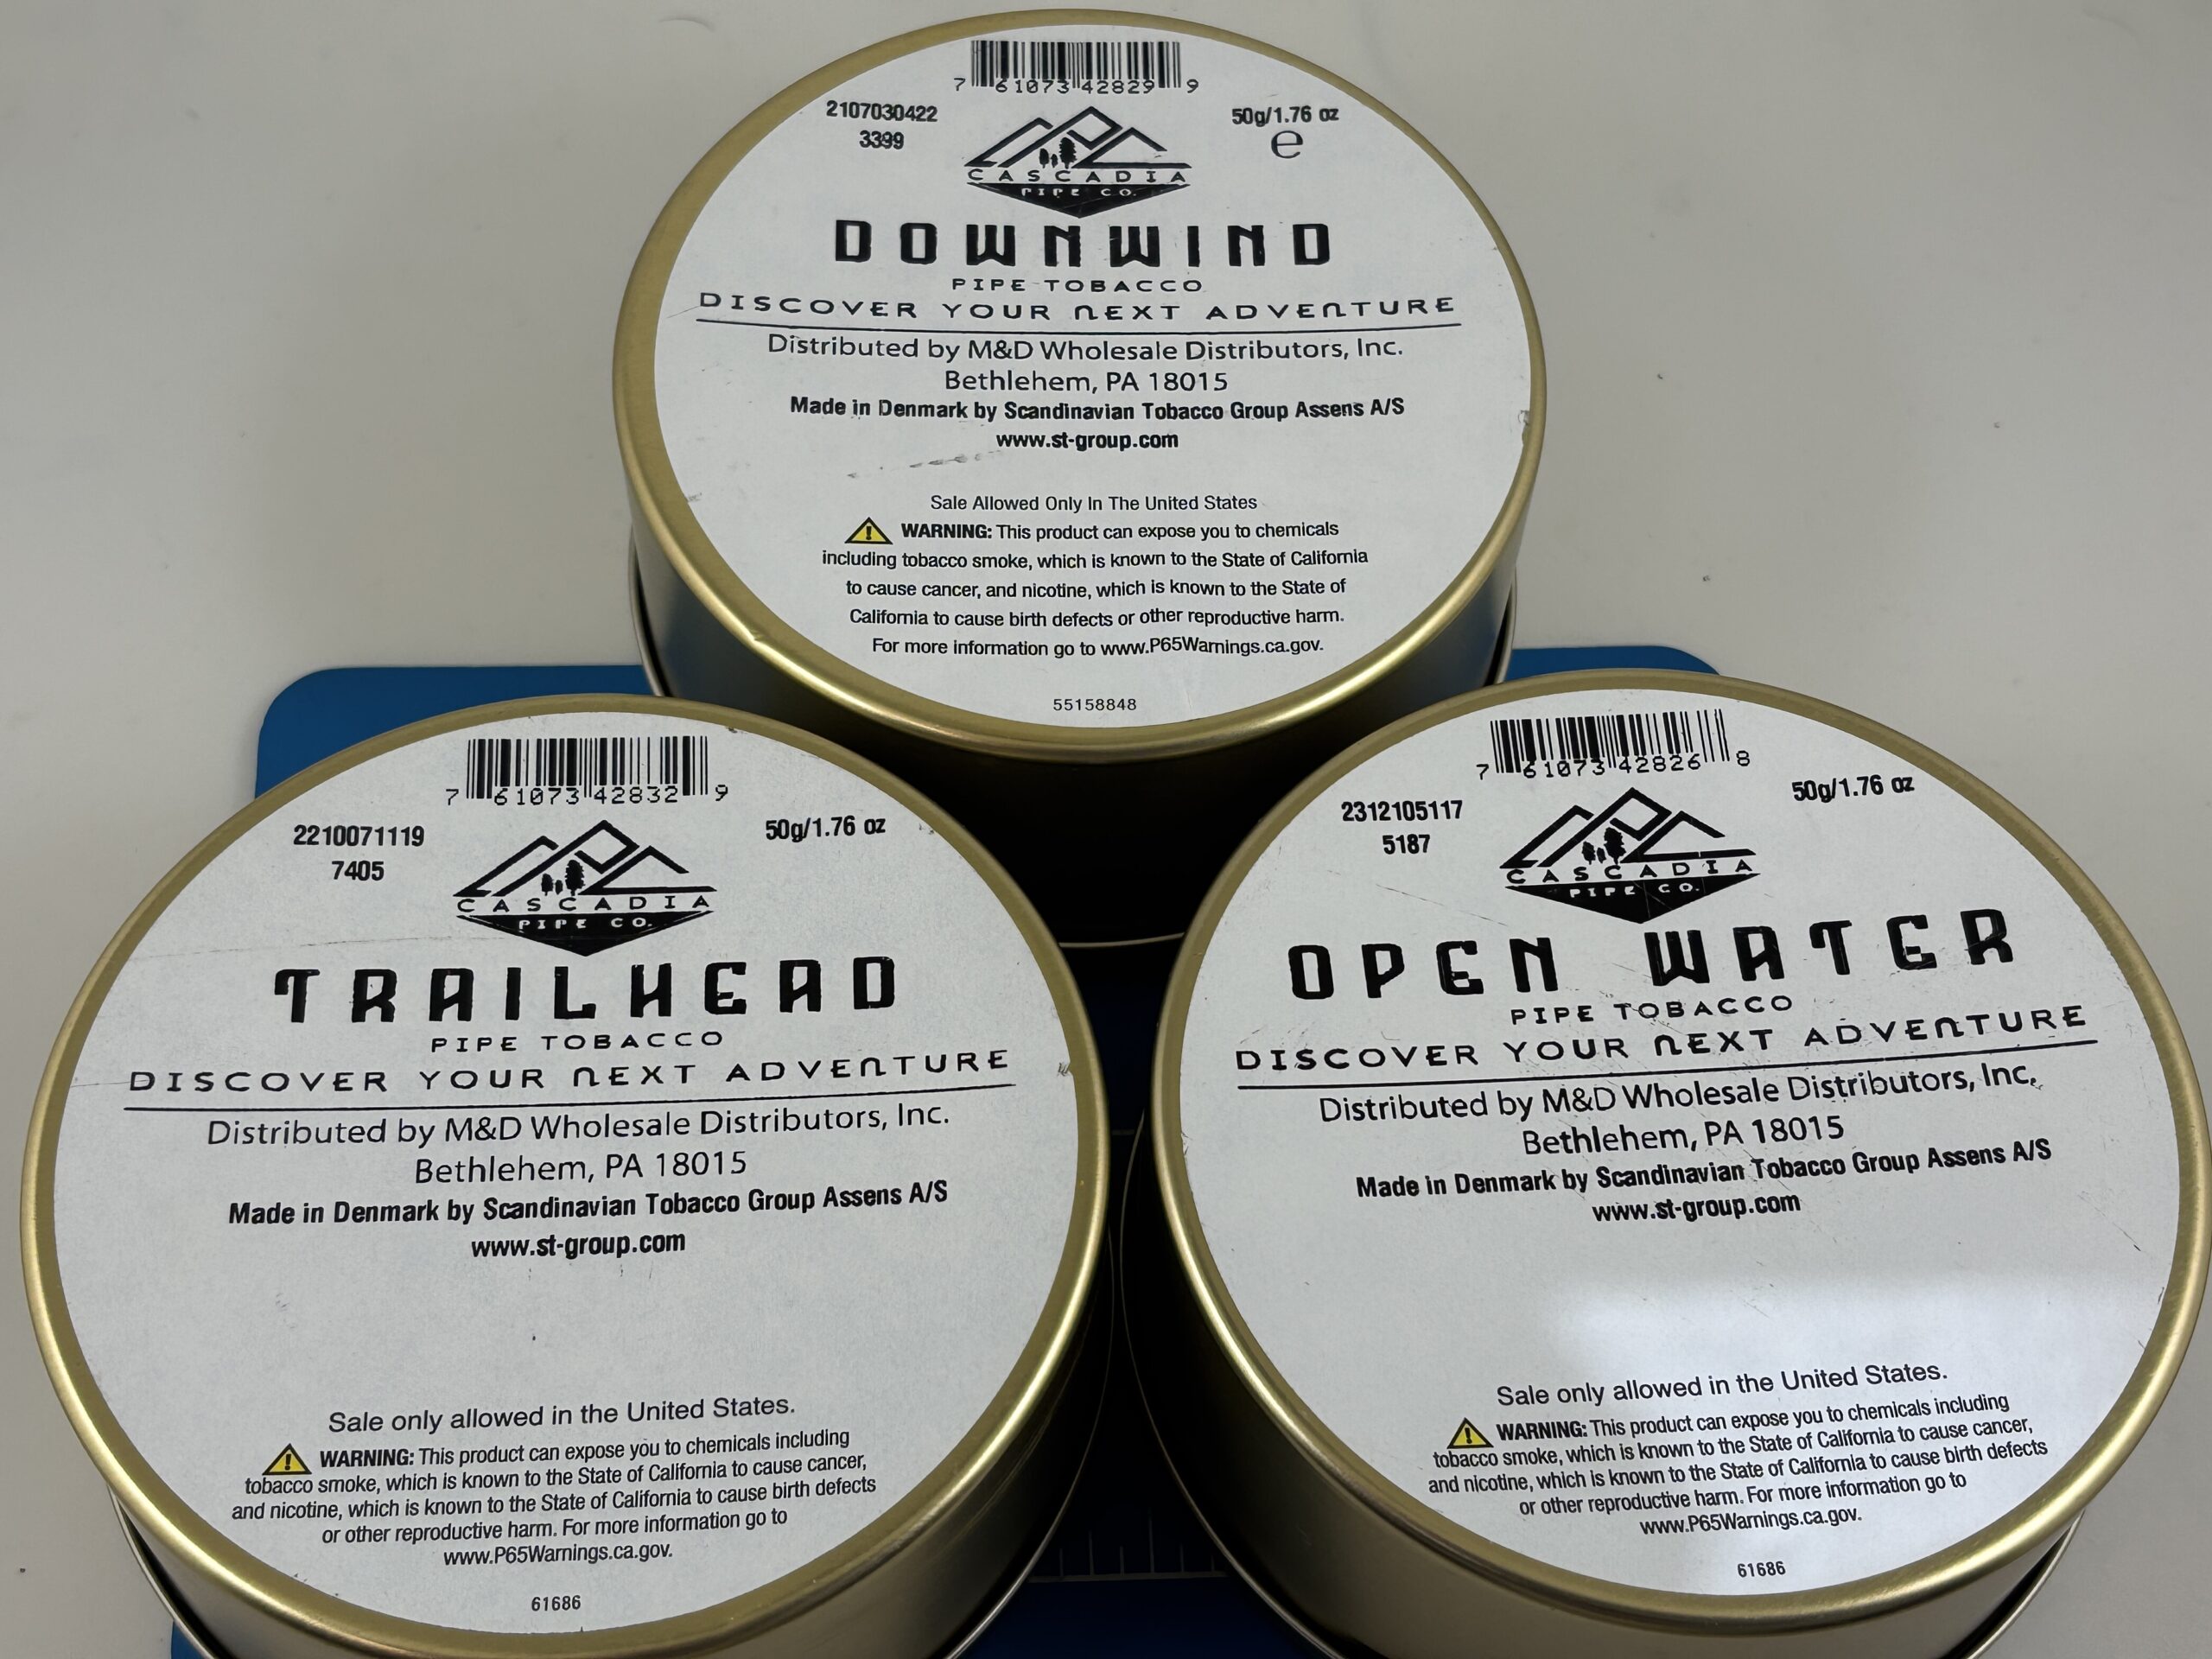 7 61073 42829 9
2107030422
3399
50g/1.76 oz
e
CASCADIA
PIPE CO.
DOWNWIND
PIPE TOBACCO
DISCOVER YOUR NEXT ADVENTURE
Distributed by M&D Wholesale Distributors, Inc.
Bethlehem, PA 18015
Made in Denmark by Scandinavian Tobacco Group Assens A/S
www.st-group.com
Sale Allowed Only In The United States
WARNING: This product can expose you to chemicals
including tobacco smoke, which is known to the State of California
to cause cancer, and nicotine, which is known to the State of
California to cause birth defects or other reproductive harm.
For more information go to www.P65Warnings.ca.gov.
55158848
7 61073 42832 9
2210071119
7405
50g/1.76 oz
CASCADIA
PIPE CO.
TRAILHEAD
PIPE TOBACCO
DISCOVER YOUR NEXT ADVENTURE
Distributed by M&D Wholesale Distributors, Inc.
Bethlehem, PA 18015
Made in Denmark by Scandinavian Tobacco Group Assens A/S
www.st-group.com
Sale only allowed in the United States.
WARNING: This product can expose you to chemicals including
tobacco smoke, which is known to the State of California to cause cancer,
and nicotine, which is known to the State of California to cause birth defects
or other reproductive harm. For more information go to
www.P65Warnings.ca.gov.
61686
7 61073 42826 8
2312105117
5187
50g/1.76 oz
CASCADIA
PIPE CO.
OPEN WATER
PIPE TOBACCO
DISCOVER YOUR NEXT ADVENTURE
Distributed by M&D Wholesale Distributors, Inc.
Bethlehem, PA 18015
Made in Denmark by Scandinavian Tobacco Group Assens A/S
www.st-group.com
Sale only allowed in the United States.
WARNING: This product can expose you to chemicals including
tobacco smoke, which is known to the State of California to cause cancer,
and nicotine, which is known to the State of California to cause birth defects
or other reproductive harm. For more information go to
www.P65Warnings.ca.gov.
61686